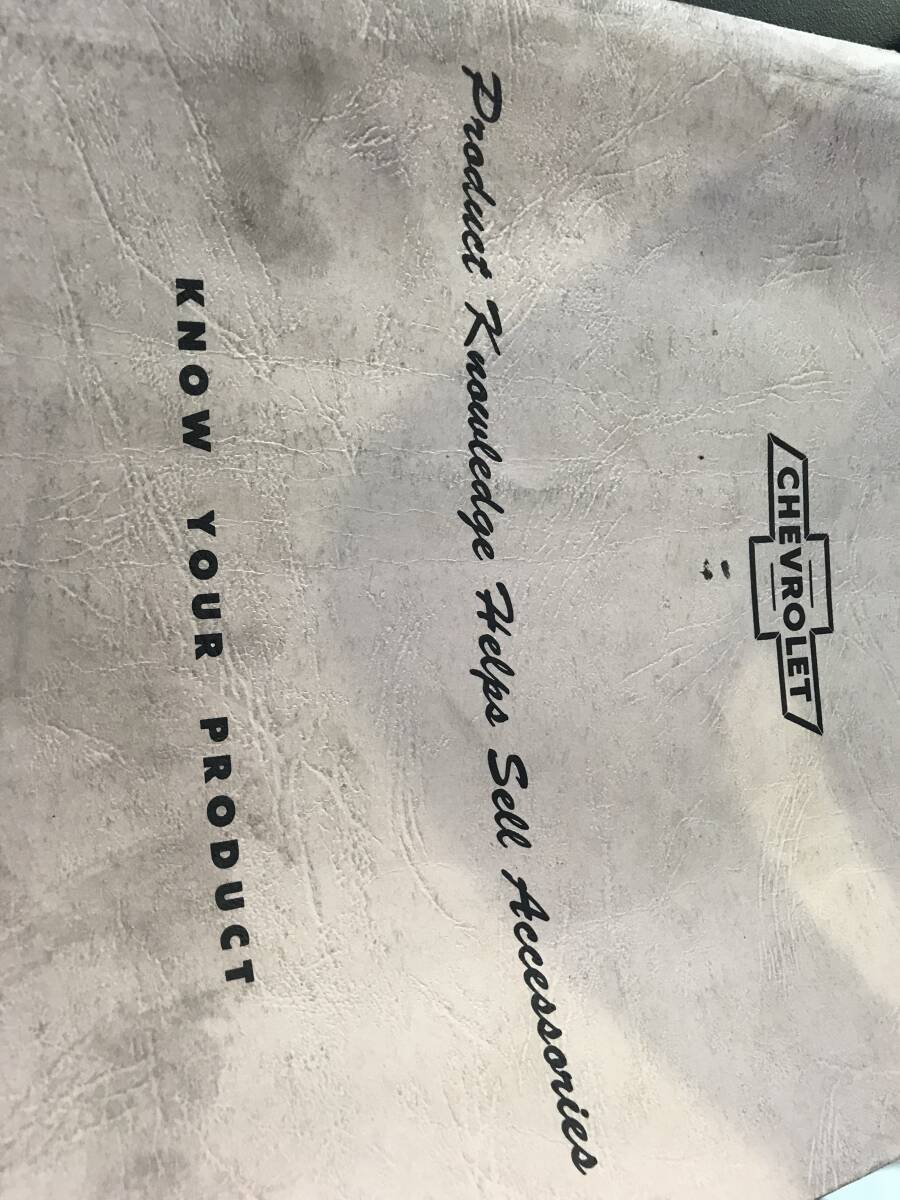 CHEVROLET
Product Knowledge Helps Sell Accessories
KNOW YOUR PRODUCT